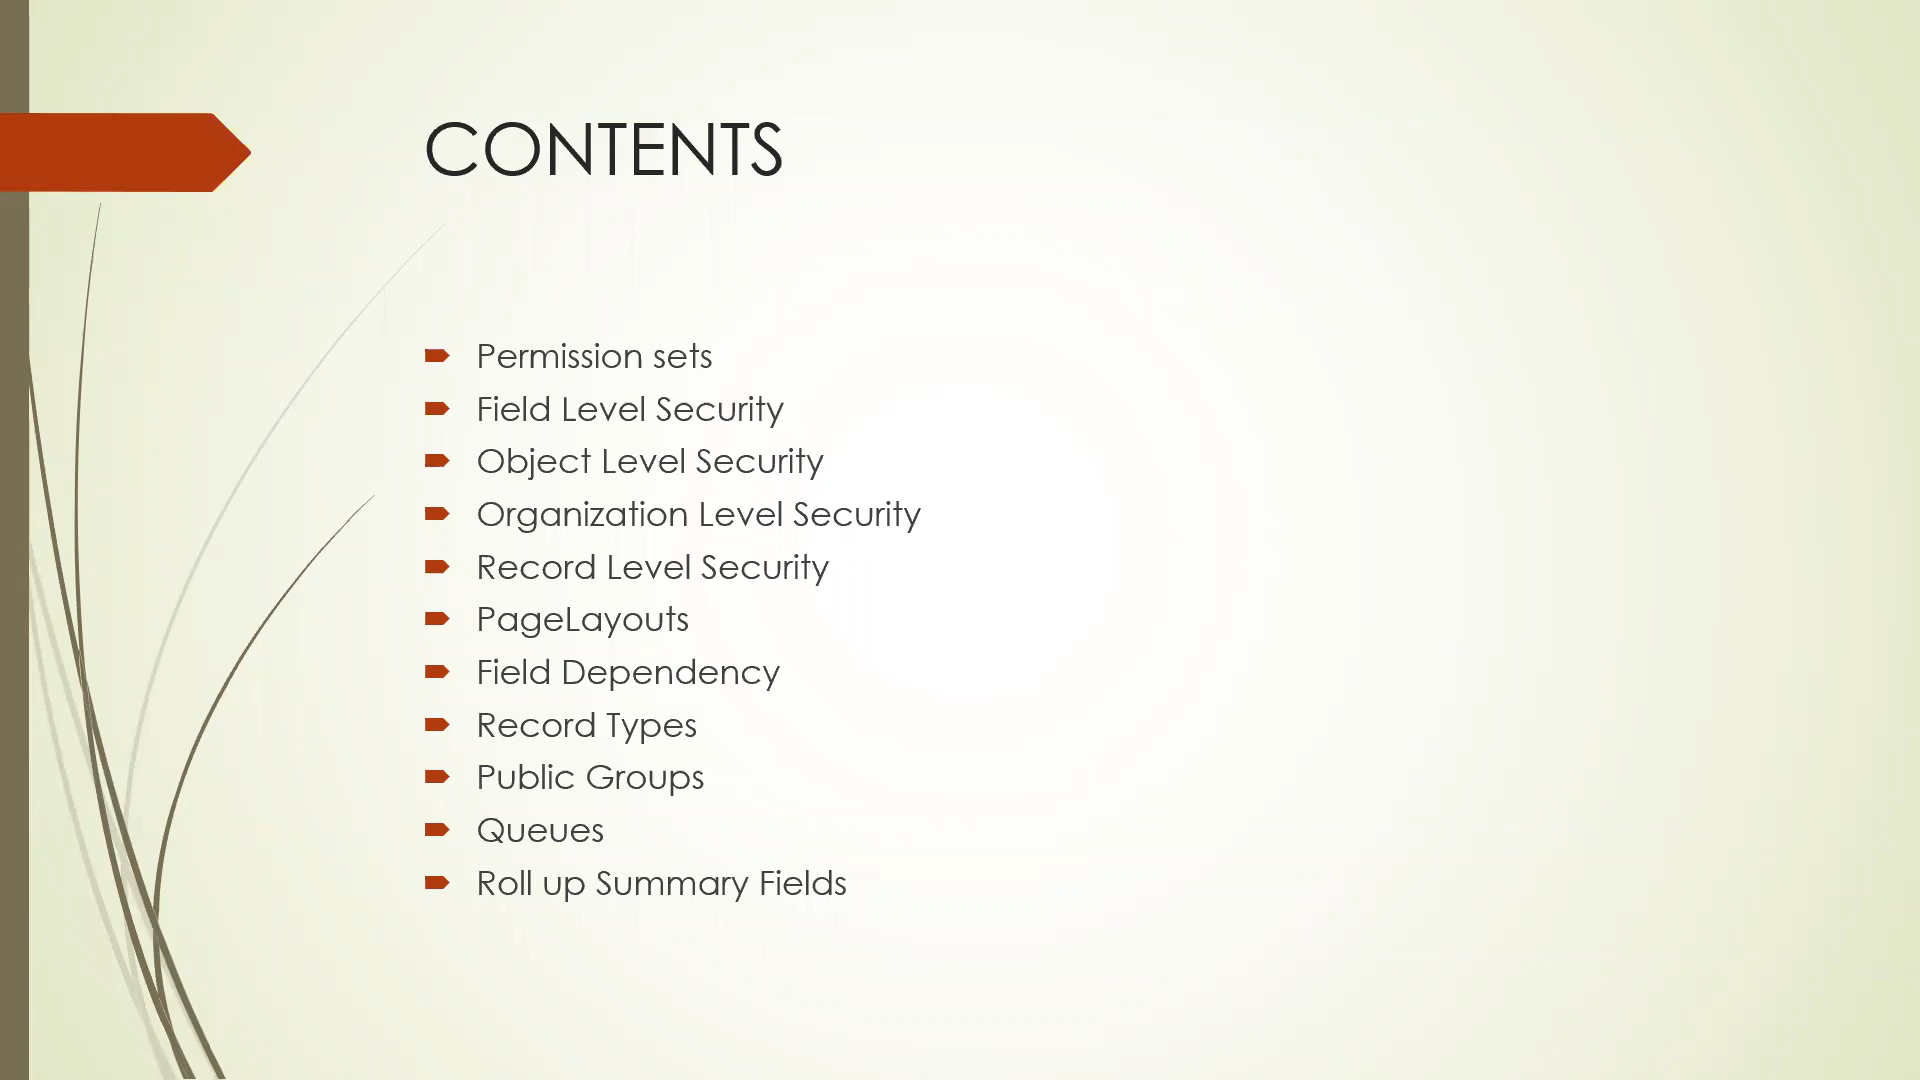 CONTENTS
Permission sets
Field Level Security
Object Level Security
Organization Level Security
Record Level Security
PageLayouts
Field Dependency
Record Types
Public Groups
Queues
Roll up Summary Fields